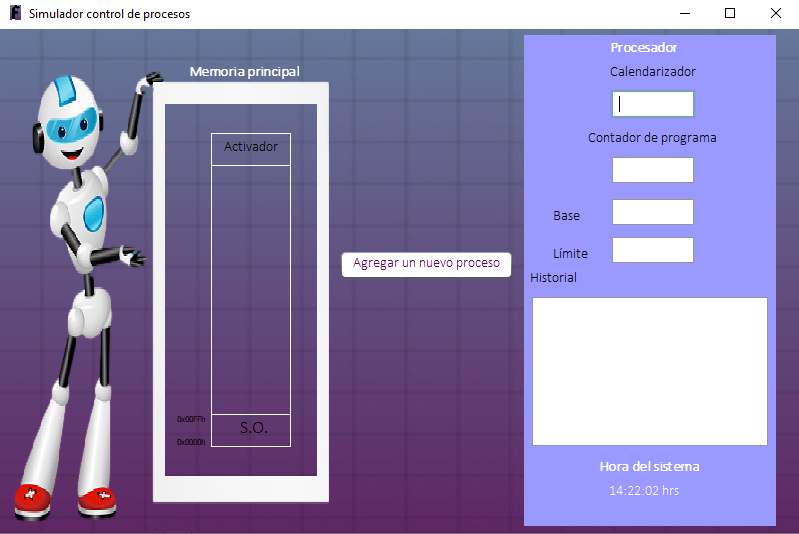 Simulador control de procesos
Memoria principal
Activador
0x00FFh
S.O.
0x0000h
Agregar un nuevo proceso
Procesador
Calendarizador
Contador de programa
Base
Límite
Historial
Hora del sistema
14:22:02 hrs